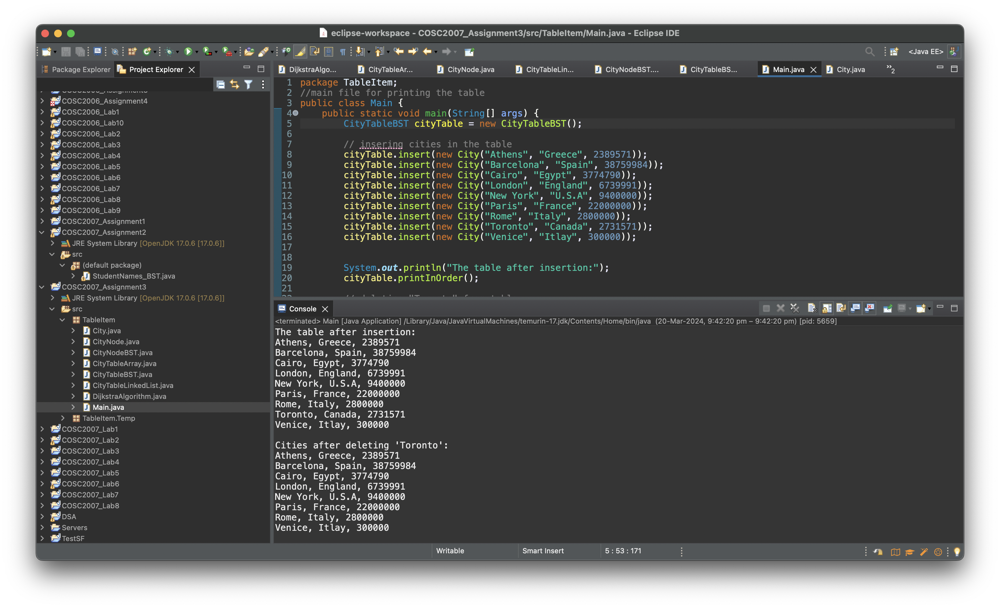 eclipse-workspace - COSC2007_Assignment3/src/TableItem/Main.java - Eclipse IDE
<Java EE>
Package Explorer
Project Explorer
COSC2006_Assignment4
COSC2006_Lab1
COSC2006_Lab10
COSC2006_Lab2
COSC2006_Lab3
COSC2006_Lab4
COSC2006_Lab5
COSC2006_Lab6
COSC2006_Lab7
COSC2006_Lab8
COSC2006_Lab9
COSC2007_Assignment1
COSC2007_Assignment2
JRE System Library [OpenJDK 17.0.6 [17.0.6]]
src
(default package)
StudentNames_BST.java
COSC2007_Assignment3
JRE System Library [OpenJDK 17.0.6 [17.0.6]]
src
TableItem
City.java
CityNode.java
CityNodeBST.java
CityTableArray.java
CityTableBST.java
CityTableLinkedList.java
DijkstraAlgorithm.java
Main.java
TableItem.Temp
COSC2007_Lab1
COSC2007_Lab2
COSC2007_Lab3
COSC2007_Lab4
COSC2007_Lab5
COSC2007_Lab6
COSC2007_Lab7
COSC2007_Lab8
DSA
Servers
TestSF
DijkstraAlgo... CityTableAr... CityNode.java CityTableLin... CityNodeBST.... CityTableBS... Main.java City.java »2
1 package TableItem;
2 //main file for printing the table
3 public class Main {
4 public static void main(String[] args) {
5 CityTableBST cityTable = new CityTableBST();
6
7 // insering cities in the table
8 cityTable.insert(new City("Athens", "Greece", 2389571));
9 cityTable.insert(new City("Barcelona", "Spain", 38759984));
10 cityTable.insert(new City("Cairo", "Egypt", 3774790));
11 cityTable.insert(new City("London", "England", 6739991));
12 cityTable.insert(new City("New York", "U.S.A", 9400000));
13 cityTable.insert(new City("Paris", "France", 22000000));
14 cityTable.insert(new City("Rome", "Italy", 2800000));
15 cityTable.insert(new City("Toronto", "Canada", 2731571));
16 cityTable.insert(new City("Venice", "Itlay", 300000));
17
18
19 System.out.println("The table after insertion:");
20 cityTable.printInOrder();
21
Console
<terminated> Main [Java Application] /Library/Java/JavaVirtualMachines/temurin-17.jdk/Contents/Home/bin/java (20-Mar-2024, 9:42:20 pm – 9:42:20 pm) [pid: 5659]
The table after insertion:
Athens, Greece, 2389571
Barcelona, Spain, 38759984
Cairo, Egypt, 3774790
London, England, 6739991
New York, U.S.A, 9400000
Paris, France, 22000000
Rome, Italy, 2800000
Toronto, Canada, 2731571
Venice, Itlay, 300000
Cities after deleting 'Toronto':
Athens, Greece, 2389571
Barcelona, Spain, 38759984
Cairo, Egypt, 3774790
London, England, 6739991
New York, U.S.A, 9400000
Paris, France, 22000000
Rome, Italy, 2800000
Venice, Itlay, 300000
Writable
Smart Insert
5 : 53 : 171